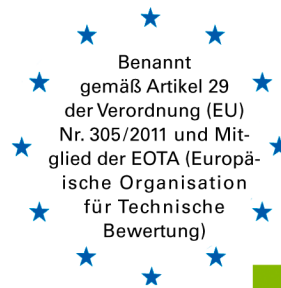 Benannt
gemäß Artikel 29
der Verordnung (EU)
Nr. 305/2011 und Mit-
glied der EOTA (Europä-
ische Organisation
für Technische
Bewertung)